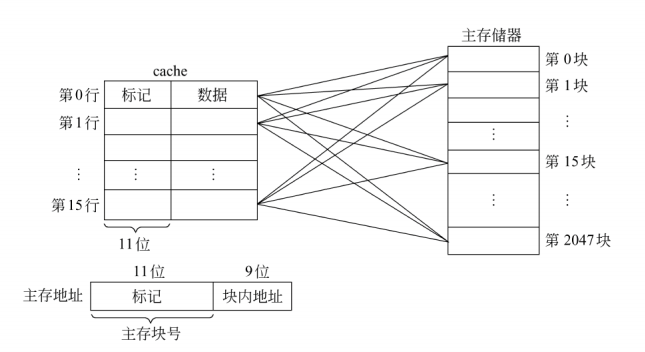 主存储器
cache
第0块
第0行 标记 数据
第1块
第1行
⋮
⋮
⋮ ⋮ ⋮
第15块
第15行
⋮ ⋮
11位
第2047块
11位 9位
主存地址 标记 块内地址
主存块号